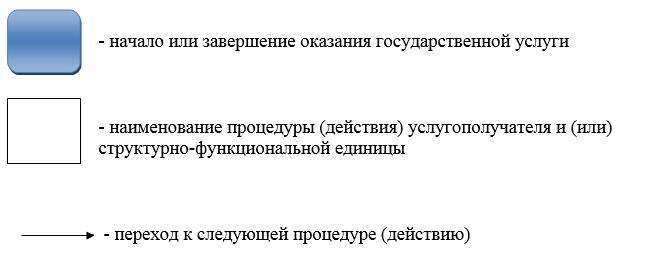 - начало или завершение оказания государственной услуги
- наименование процедуры (действия) услугополучателя и (или)
структурно-функциональной единицы
- переход к следующей процедуре (действию)